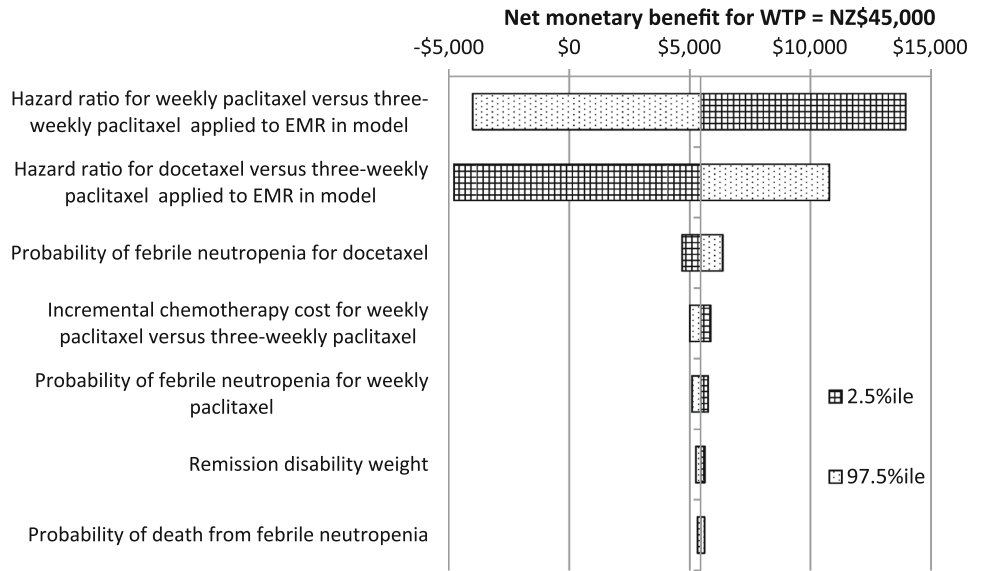 Net monetary benefit for WTP = NZ$45,000
-$5,000 $0 $5,000 $10,000 $15,000
Hazard ratio for weekly paclitaxel versus three-
weekly paclitaxel applied to EMR in model
Hazard ratio for docetaxel versus three-weekly
paclitaxel applied to EMR in model
Probability of febrile neutropenia for docetaxel
Incremental chemotherapy cost for weekly
paclitaxel versus three-weekly paclitaxel
Probability of febrile neutropenia for weekly
paclitaxel
Remission disability weight
Probability of death from febrile neutropenia
2.5%ile
97.5%ile